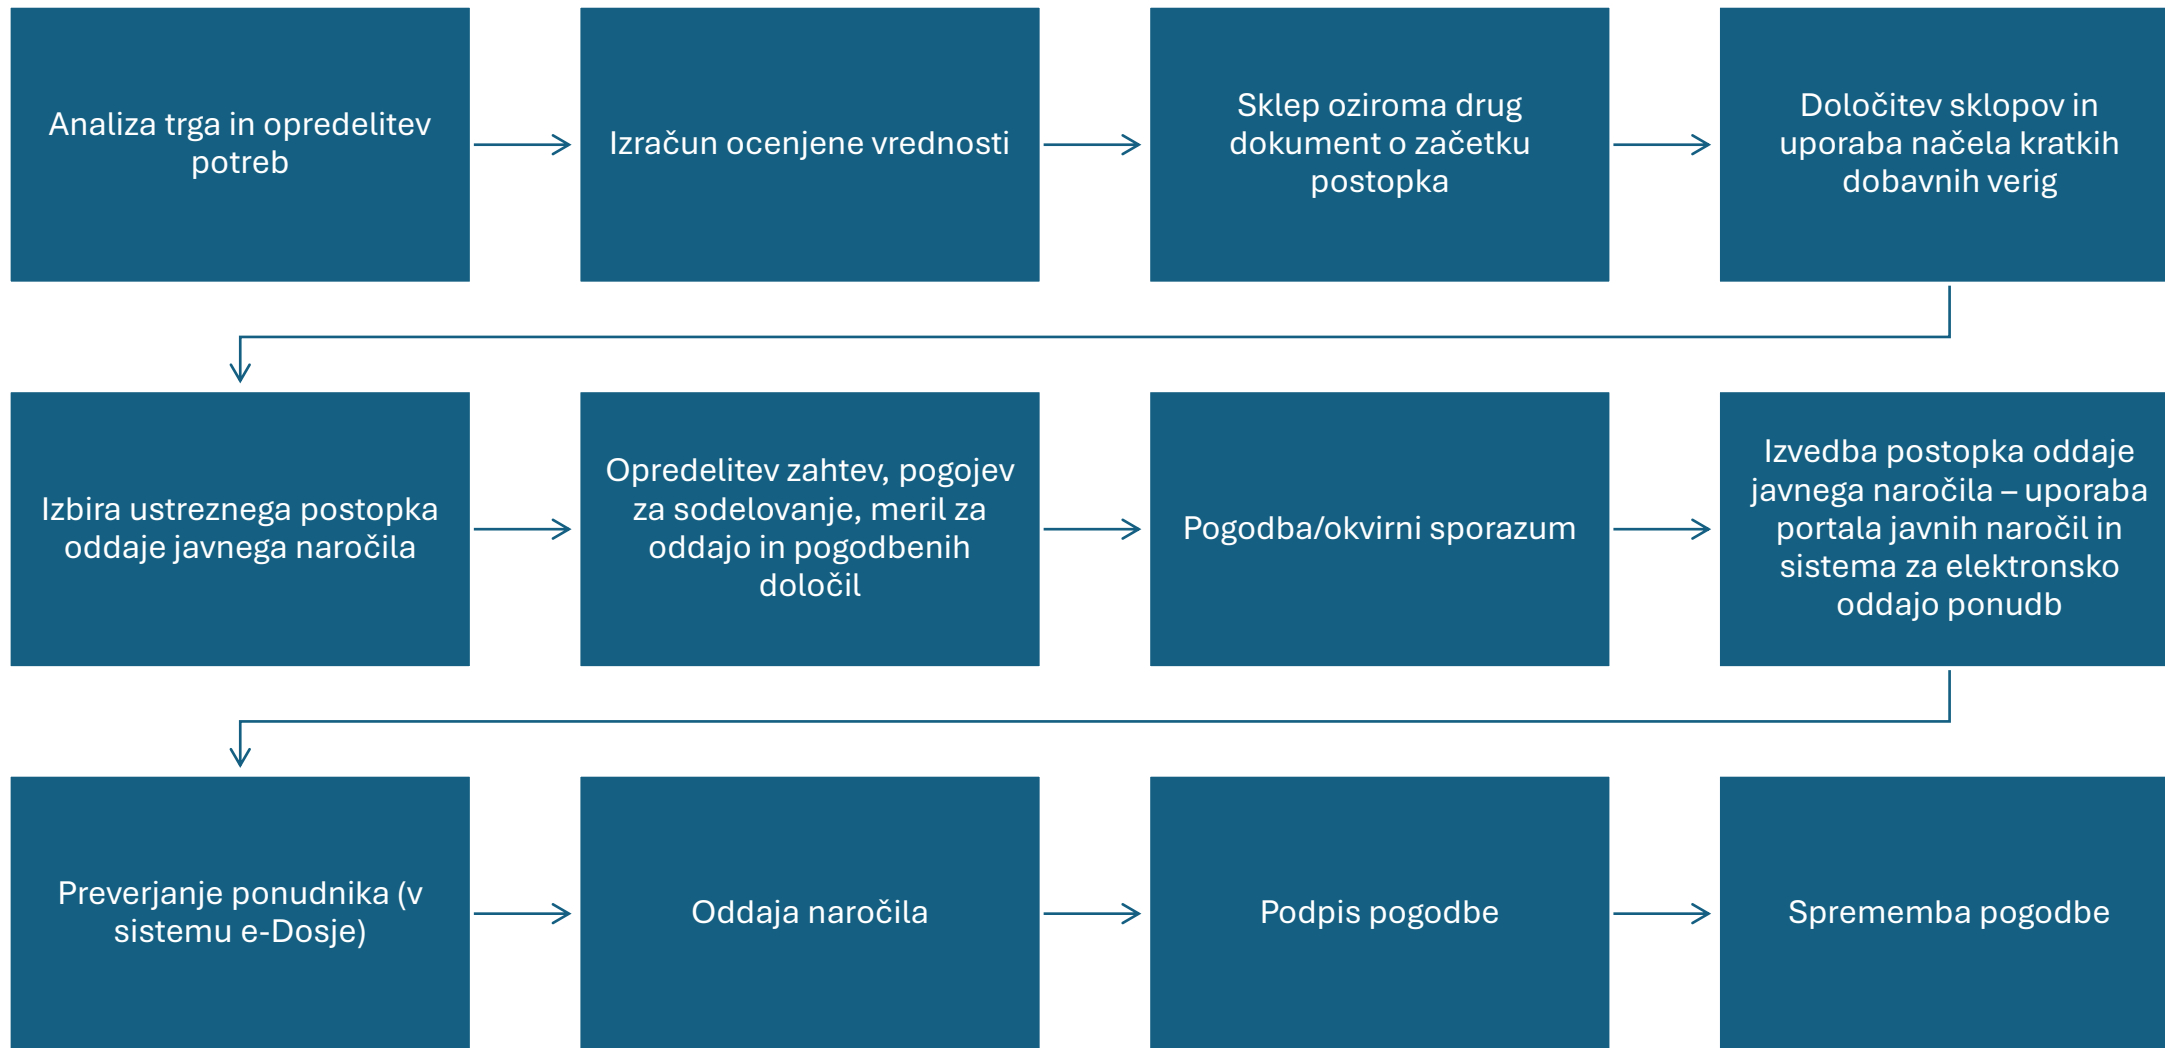 Analiza trga in opredelitev
potreb
Izračun ocenjene vrednosti
Sklep oziroma drug
dokument o začetku
postopka
Določitev sklopov in
uporaba načela kratkih
dobavnih verig
Izbira ustreznega postopka
oddaje javnega naročila
Opredelitev zahtev, pogojev
za sodelovanje, meril za
oddajo in pogodbenih
določil
Pogodba/okvirni sporazum
Izvedba postopka oddaje
javnega naročila – uporaba
portala javnih naročil in
sistema za elektronsko
oddajo ponudb
Preverjanje ponudnika (v
sistemu e-Dosje)
Oddaja naročila
Podpis pogodbe
Sprememba pogodbe